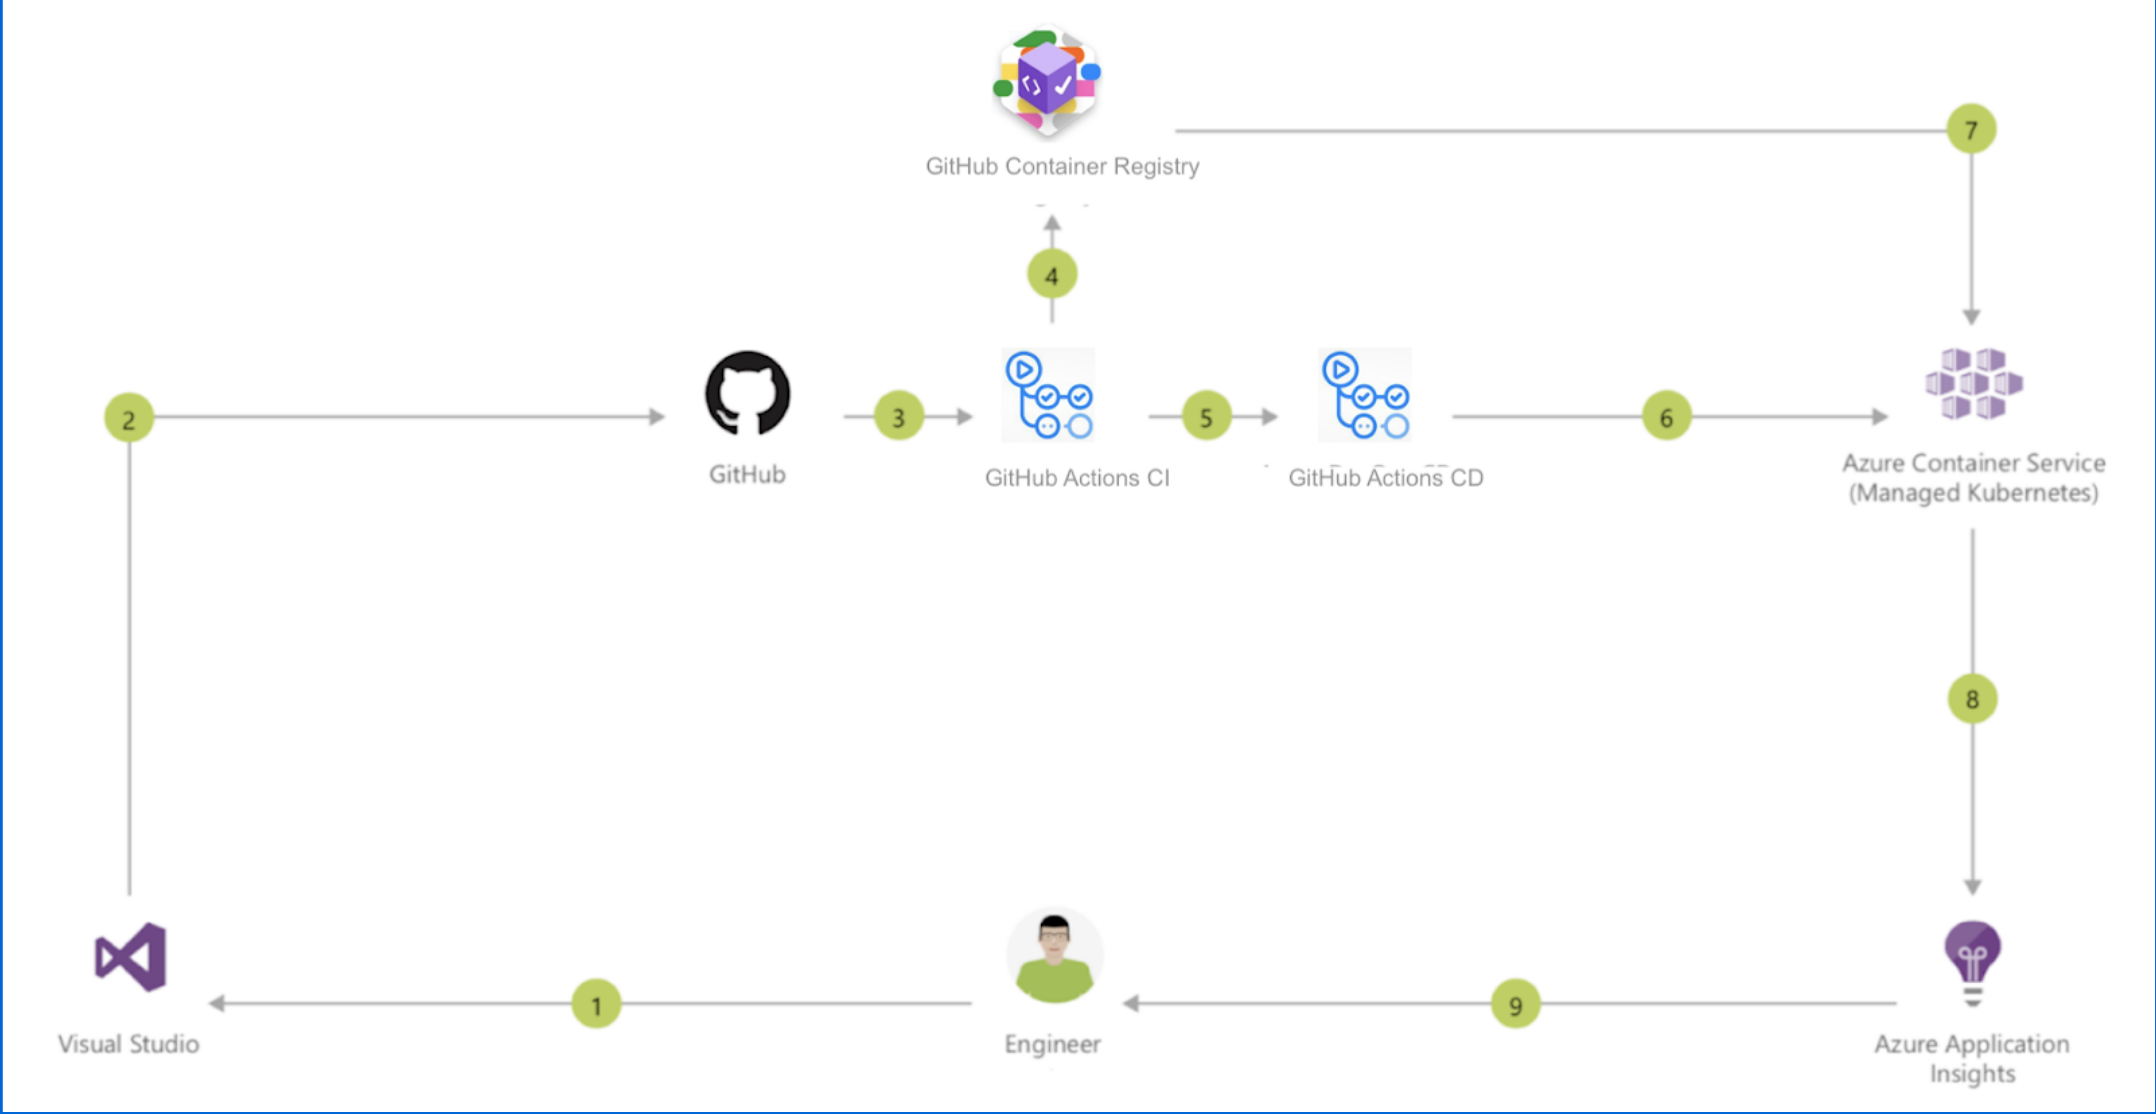 GitHub Container Registry
7
4
2
GitHub
3
GitHub Actions CI
5
GitHub Actions CD
6
Azure Container Service
(Managed Kubernetes)
8
Visual Studio
1
Engineer
9
Azure Application
Insights